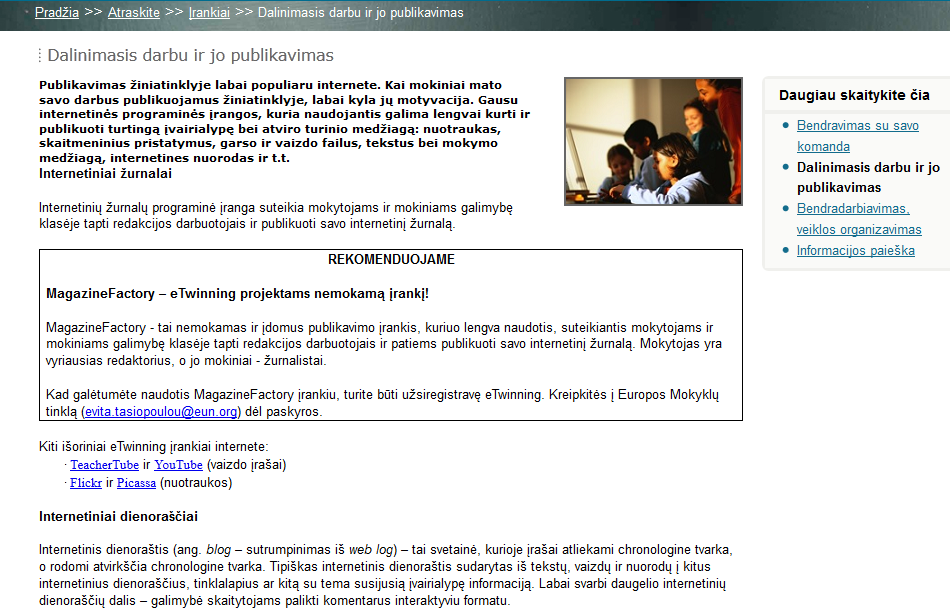 Pradžia >> Atraskite >> Įrankiai >> Dalinimasis darbu ir jo publikavimas
Dalinimasis darbu ir jo publikavimas
Publikavimas žiniatinklyje labai populiaru internete. Kai mokiniai mato
savo darbus publikuojamus žiniatinklyje, labai kyla jų motyvacija. Gausu
internetinės programinės įrangos, kuria naudojantis galima lengvai kurti ir
publikuoti turtingą įvairialypę bei atviro turinio medžiagą: nuotraukas,
skaitmeninius pristatymus, garso ir vaizdo failus, tekstus bei mokymo
medžiagą, internetines nuorodas ir t.t.
Internetiniai žurnalai
Internetinių žurnalų programinė įranga suteikia mokytojams ir mokiniams galimybę
klasėje tapti redakcijos darbuotojais ir publikuoti savo internetinį žurnalą.
REKOMENDUOJAME
MagazineFactory – eTwinning projektams nemokamą įrankį!
MagazineFactory - tai nemokamas ir įdomus publikavimo įrankis, kuriuo lengva naudotis, suteikiantis mokytojams ir
mokiniams galimybę klasėje tapti redakcijos darbuotojais ir patiems publikuoti savo internetinį žurnalą. Mokytojas yra
vyriausias redaktorius, o jo mokiniai - žurnalistai.
Kad galėtumėte naudotis MagazineFactory įrankiu, turite būti užsiregistravę eTwinning. Kreipkitės į Europos Mokyklų
tinklą (evita.tasiopoulou@eun.org) dėl paskyros.
Kiti išoriniai eTwinning įrankiai internete:
· TeacherTube ir YouTube (vaizdo įrašai)
· Flickr ir Picassa (nuotraukos)
Internetiniai dienoraščiai
Internetinis dienoraštis (ang. blog – sutrumpinimas iš web log) – tai svetainė, kurioje įrašai atliekami chronologine tvarka,
o rodomi atvirkščia chronologine tvarka. Tipiškas internetinis dienoraštis sudarytas iš tekstų, vaizdų ir nuorodų į kitus
internetinius dienoraščius, tinklalapius ar kitą su tema susijusią įvairialypę informaciją. Labai svarbi daugelio internetinių
dienoraščių dalis – galimybė skaitytojams palikti komentarus interaktyviu formatu.
Daugiau skaitykite čia
Bendravimas su savo
komanda
Dalinimasis darbu ir jo
publikavimas
Bendradarbiavimas,
veiklos organizavimas
Informacijos paieška